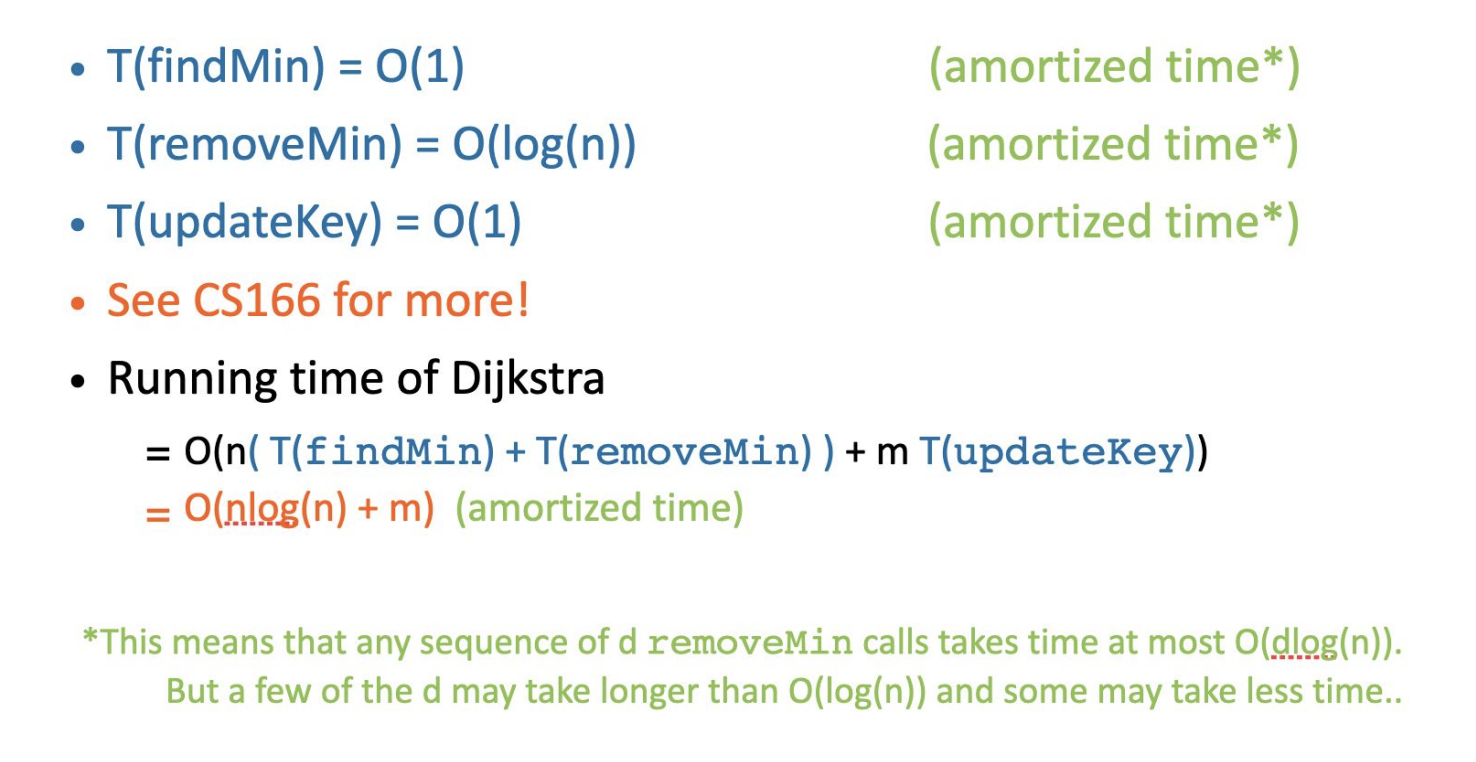 • T(findMin) = O(1) (amortized time*)
• T(removeMin) = O(log(n)) (amortized time*)
• T(updateKey) = O(1) (amortized time*)
• See CS166 for more!
• Running time of Dijkstra
= O(n( T(findMin) + T(removeMin) ) + m T(updateKey))
= O(nlog(n) + m) (amortized time)
*This means that any sequence of d removeMin calls takes time at most O(dlog(n)).
But a few of the d may take longer than O(log(n)) and some may take less time..